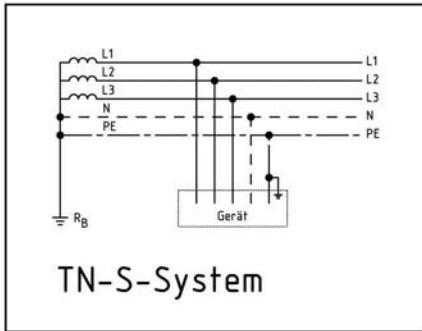 L1
L1
L2
L2
L3
L3
N
N
PE
PE
R_B
Gerät
TN-S-System